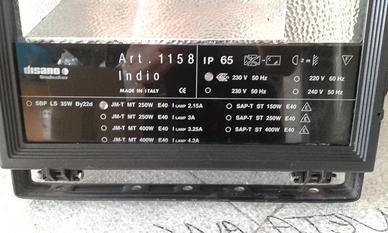 disano
Art. 1158
Indio
MADE IN ITALY
IP 65
2 m
230 V 50 Hz
220 V 60 Hz
230 V 50 Hz
240 V 50 Hz
SBP LS 35W By22d
JM-T MT 250W E40 I LAMP 2.15A
JM-T MT 250W E40 I LAMP 3A
JM-T MT 400W E40 I LAMP 3.25A
JM-T MT 400W E40 I LAMP 4.2A
SAP-T ST 150W E40
SAP-T ST 250W E40
SAP-T ST 400W E40